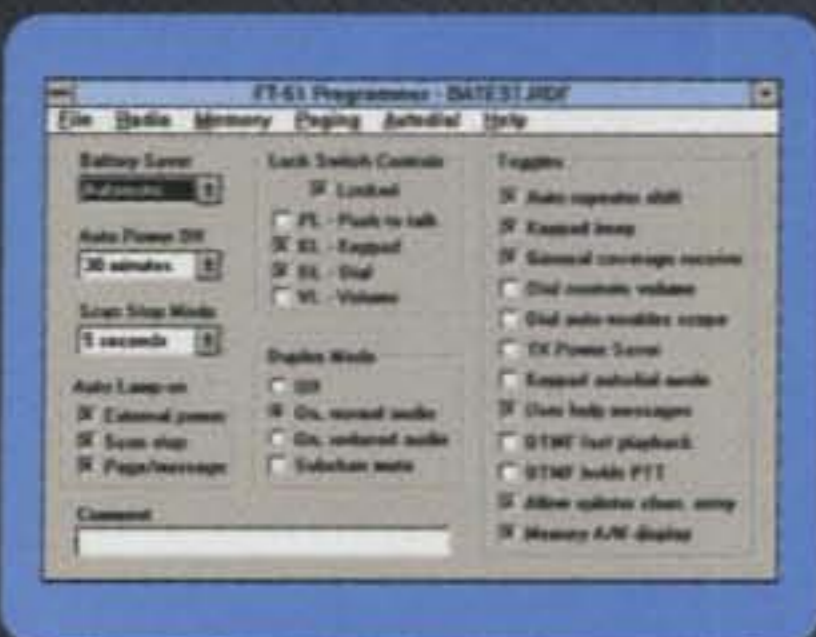 FT-51 Programmer - DATEST.RDF
File Radio Memory Paging Autodial Help
Battery Saver
Automatic
Auto Power Off
30 minutes
Scan Stop Mode
5 seconds
Auto Lamp-on
External power
Scan stop
Page/message
Comment
Lock Switch Controls
Locked
PL - Push to talk
KL - Keypad
DL - Dial
VL - Volume
Duplex Mode
Off
On, normal audio
On, reduced audio
Subchan mute
Toggles
Auto repeater shift
Keypad beep
General coverage receive
Dial controls volume
Dial auto-enables scope
TX Power Saver
Keypad autodial mode
User help messages
DTMF fast playback
DTMF holds PTT
Allow
Memory A/N display